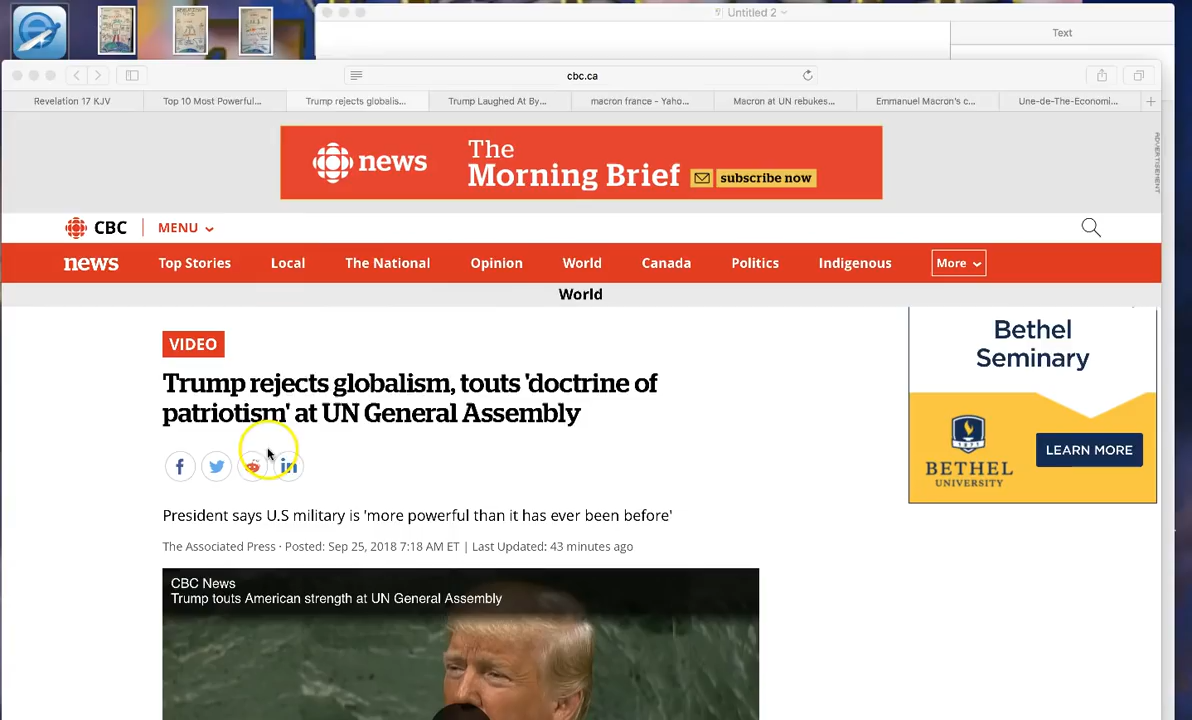 Untitled 2
Text
cbc.ca
Revelation 17 KJV
Top 10 Most Powerful...
Trump rejects globalis...
Trump Laughed At By...
macron france - Yaho...
Macron at UN rebukes...
Emmanuel Macron's c...
Une-de-The-Economi...
news
The
Morning Brief
subscribe now
ADVERTISEMENT
CBC
MENU
news
Top Stories
Local
The National
Opinion
World
Canada
Politics
Indigenous
More
World
VIDEO
Trump rejects globalism, touts 'doctrine of
patriotism' at UN General Assembly
President says U.S military is 'more powerful than it has ever been before'
The Associated Press · Posted: Sep 25, 2018 7:18 AM ET | Last Updated: 43 minutes ago
CBC News
Trump touts American strength at UN General Assembly
Bethel
Seminary
1871
BETHEL
UNIVERSITY
LEARN MORE